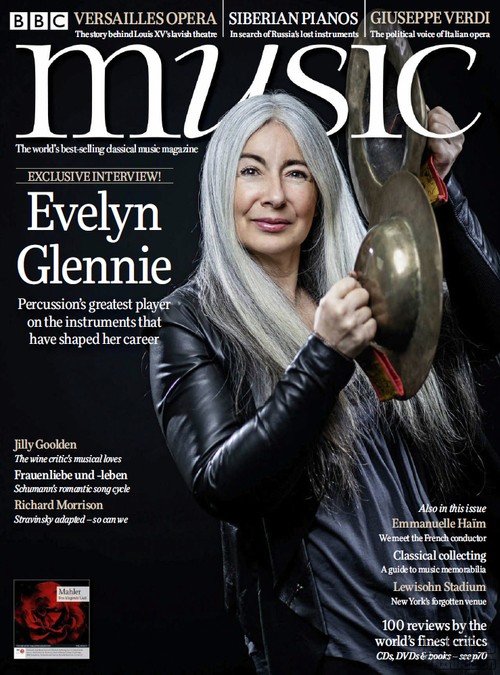 BBC VERSAILLES OPERA
The story behind Louis XV's lavish theatre
SIBERIAN PIANOS
In search of Russia's lost instruments
GIUSEPPE VERDI
The political voice of Italian opera
music
The world's best-selling classical music magazine
EXCLUSIVE INTERVIEW!
Evelyn
Glennie
Percussion's greatest player
on the instruments that
have shaped her career
Jilly Goolden
The wine critic's musical loves
Frauenliebe und -leben
Schumann's romantic song cycle
Richard Morrison
Stravinsky adapted – so can we
Mahler
Also in this issue
Emmanuelle Haïm
We meet the French conductor
Classical collecting
A guide to music memorabilia
Lewisohn Stadium
New York's forgotten venue
100 reviews by the
world's finest critics
CDs, DVDs & books – see p70